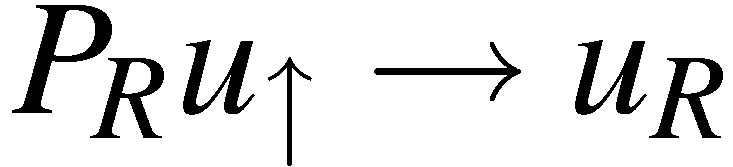 P_R u_↑ → u_R